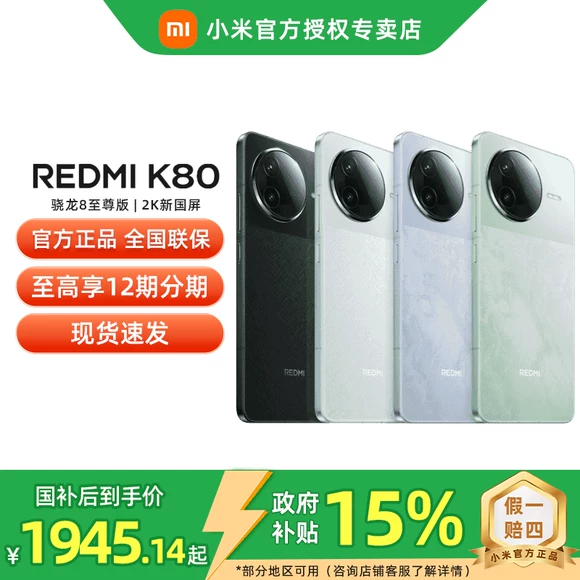 小米官方授权专卖店
REDMI K80
骁龙8至尊版 | 2K新国屏
官方正品 全国联保
至高享12期分期
现货速发
REDMI
REDMI
REDMI
REDMI
国补后到手价
¥1945.14起
政府补贴 15%
*部分地区可用（咨询店铺客服了解详情）
假一赔四
小米官方正品